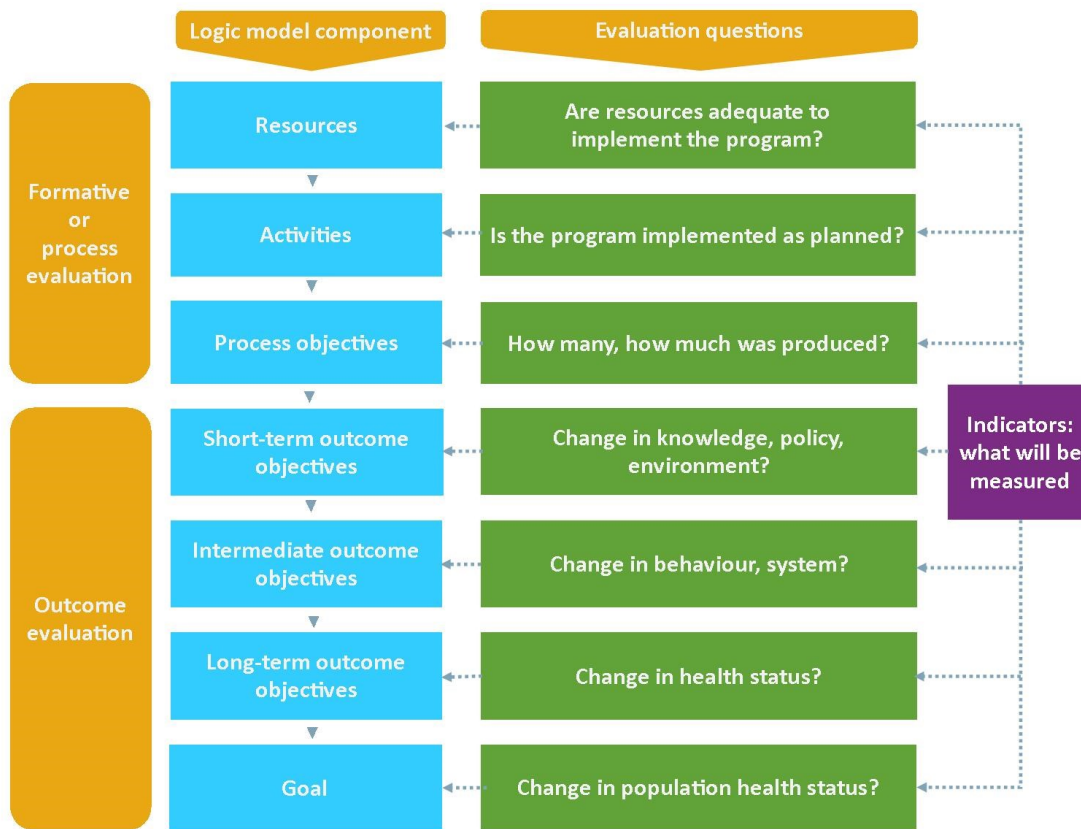 Logic model component
Evaluation questions
Formative
or
process
evaluation
Resources
Are resources adequate to
implement the program?
Activities
Is the program implemented as planned?
Process objectives
How many, how much was produced?
Outcome
evaluation
Short-term outcome
objectives
Change in knowledge, policy,
environment?
Intermediate outcome
objectives
Change in behaviour, system?
Long-term outcome
objectives
Change in health status?
Goal
Change in population health status?
Indicators:
what will be
measured